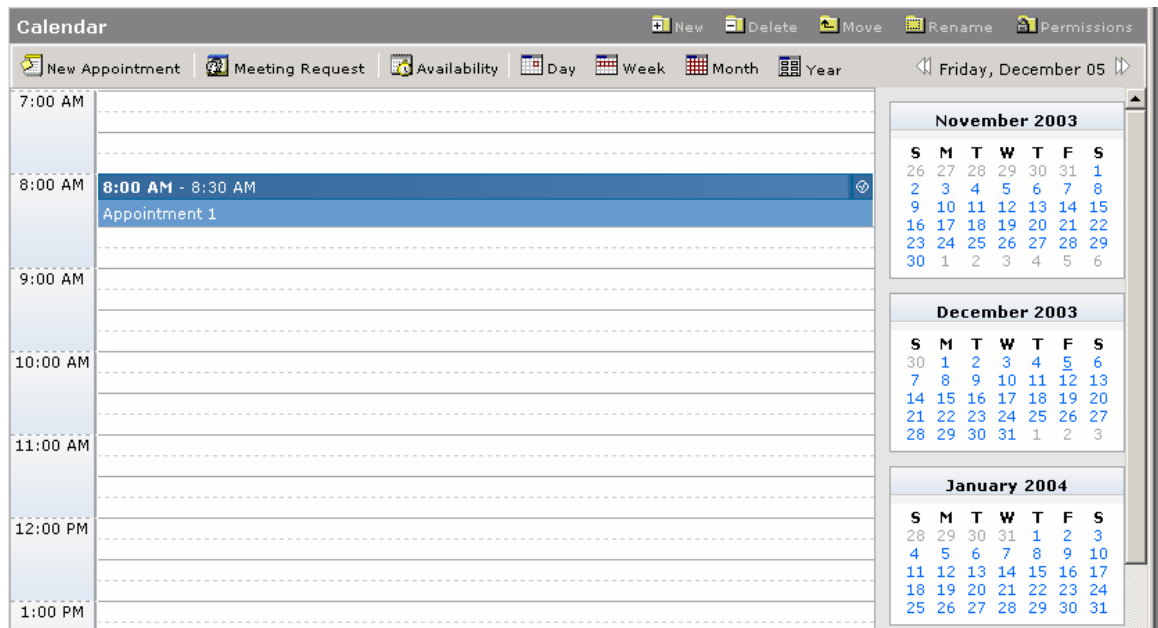 Calendar New Delete Move Rename Permissions
New Appointment Meeting Request Availability Day Week Month Year Friday, December 05
7:00 AM
8:00 AM
8:00 AM - 8:30 AM
Appointment 1
9:00 AM
10:00 AM
11:00 AM
12:00 PM
1:00 PM
November 2003
S M T W T F S
26 27 28 29 30 31 1
2 3 4 5 6 7 8
9 10 11 12 13 14 15
16 17 18 19 20 21 22
23 24 25 26 27 28 29
30 1 2 3 4 5 6
December 2003
S M T W T F S
30 1 2 3 4 5 6
7 8 9 10 11 12 13
14 15 16 17 18 19 20
21 22 23 24 25 26 27
28 29 30 31 1 2 3
January 2004
S M T W T F S
28 29 30 31 1 2 3
4 5 6 7 8 9 10
11 12 13 14 15 16 17
18 19 20 21 22 23 24
25 26 27 28 29 30 31